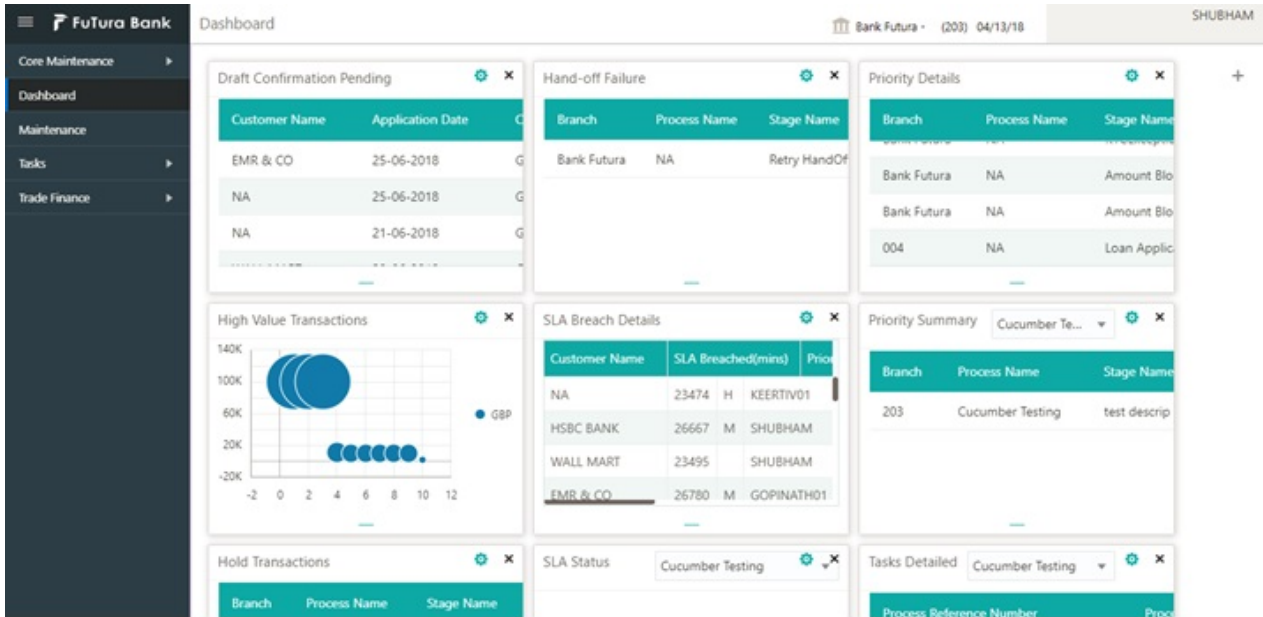 FuTura Bank
Dashboard
Bank Futura - (203) 04/13/18
SHUBHAM
Core Maintenance
Dashboard
Maintenance
Tasks
Trade Finance
Draft Confirmation Pending
Customer Name Application Date C
EMR & CO 25-06-2018 G
NA 25-06-2018 G
NA 21-06-2018 G
Hand-off Failure
Branch Process Name Stage Name
Bank Futura NA Retry HandOf
Priority Details
Branch Process Name Stage Name
Bank Futura NA Amount Blo
Bank Futura NA Amount Blo
004 NA Loan Applic
High Value Transactions
140K
100K
60K
20K
-20K
-2 0 2 4 6 8 10 12
GBP
SLA Breach Details
Customer Name SLA Breached(mins) Prior
NA 23474 H KEERTIV01
HSBC BANK 26667 M SHUBHAM
WALL MART 23495 SHUBHAM
EMR & CO 26780 M GOPINATH01
Priority Summary Cucumber Te...
Branch Process Name Stage Name
203 Cucumber Testing test descrip
Hold Transactions
Branch Process Name Stage Name
SLA Status Cucumber Testing
Tasks Detailed Cucumber Testing
Process Reference Number Proce